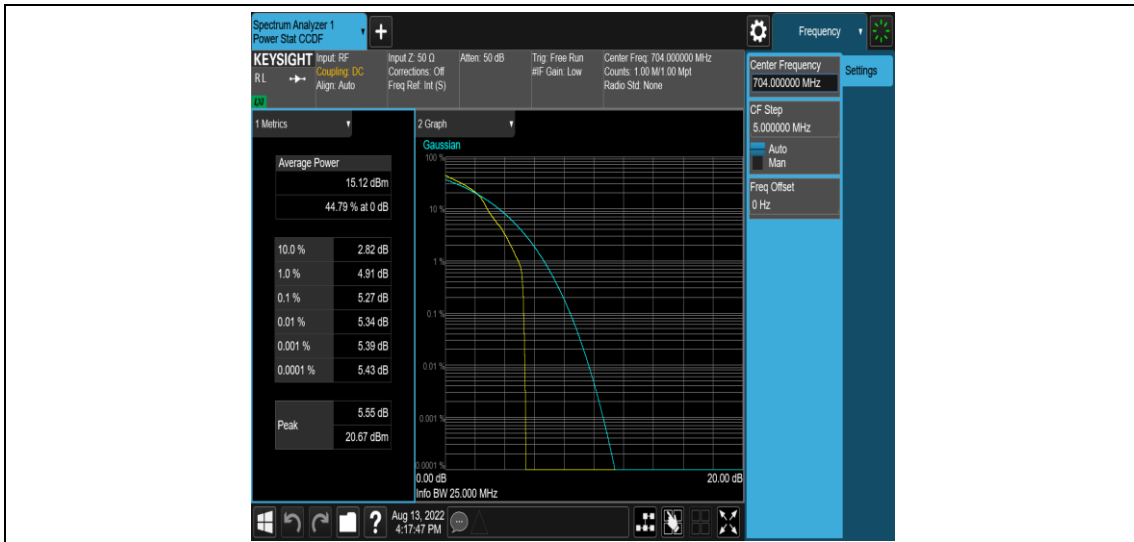 Spectrum Analyzer 1
Power Stat CCDF
+
Frequency
KEYSIGHT
RL
LXI
Input: RF
Coupling: DC
Align: Auto
Input Z: 50 Ω
Corrections: Off
Freq Ref: Int (S)
Atten: 50 dB
Trig: Free Run
#IF Gain: Low
Center Freq: 704.000000 MHz
Counts: 1.00 M/1.00 Mpt
Radio Std: None
Center Frequency
704.000000 MHz
Settings
CF Step
5.000000 MHz
Auto
Man
Freq Offset
0 Hz
1 Metrics
Average Power
15.12 dBm
44.79 % at 0 dB
10.0 % 2.82 dB
1.0 % 4.91 dB
0.1 % 5.27 dB
0.01 % 5.34 dB
0.001 % 5.39 dB
0.0001 % 5.43 dB
Peak
5.55 dB
20.67 dBm
2 Graph
Gaussian
100 %
10 %
1 %
0.1 %
0.01 %
0.001 %
0.0001 %
0.00 dB 20.00 dB
Info BW 25.000 MHz
?
Aug 13, 2022
4:17:47 PM